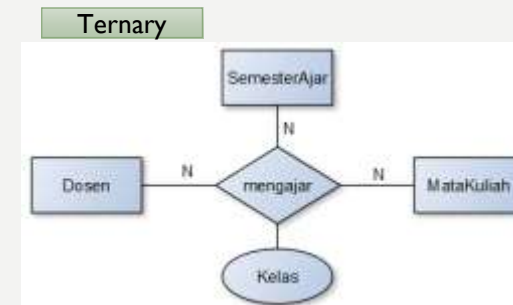 Ternary
SemesterAjar
N
Dosen
N
mengajar
N
MataKuliah
Kelas